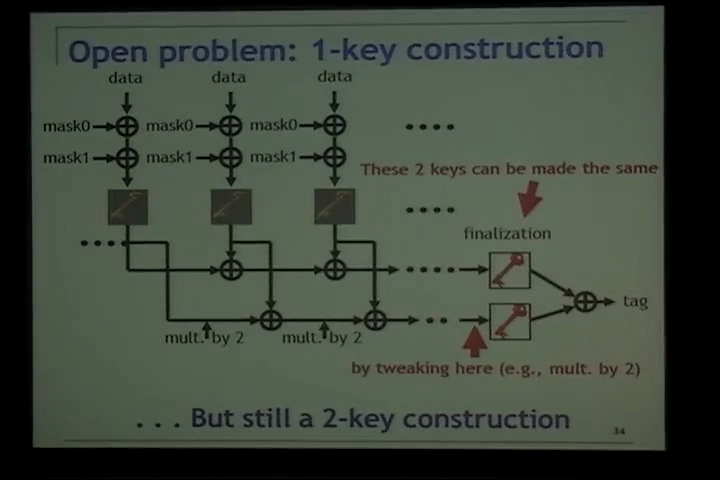 Open problem: 1-key construction
data data data
mask0 mask0 mask0
mask1 mask1 mask1
These 2 keys can be made the same
finalization
tag
mult. by 2 mult. by 2
by tweaking here (e.g., mult. by 2)
. . . But still a 2-key construction
34